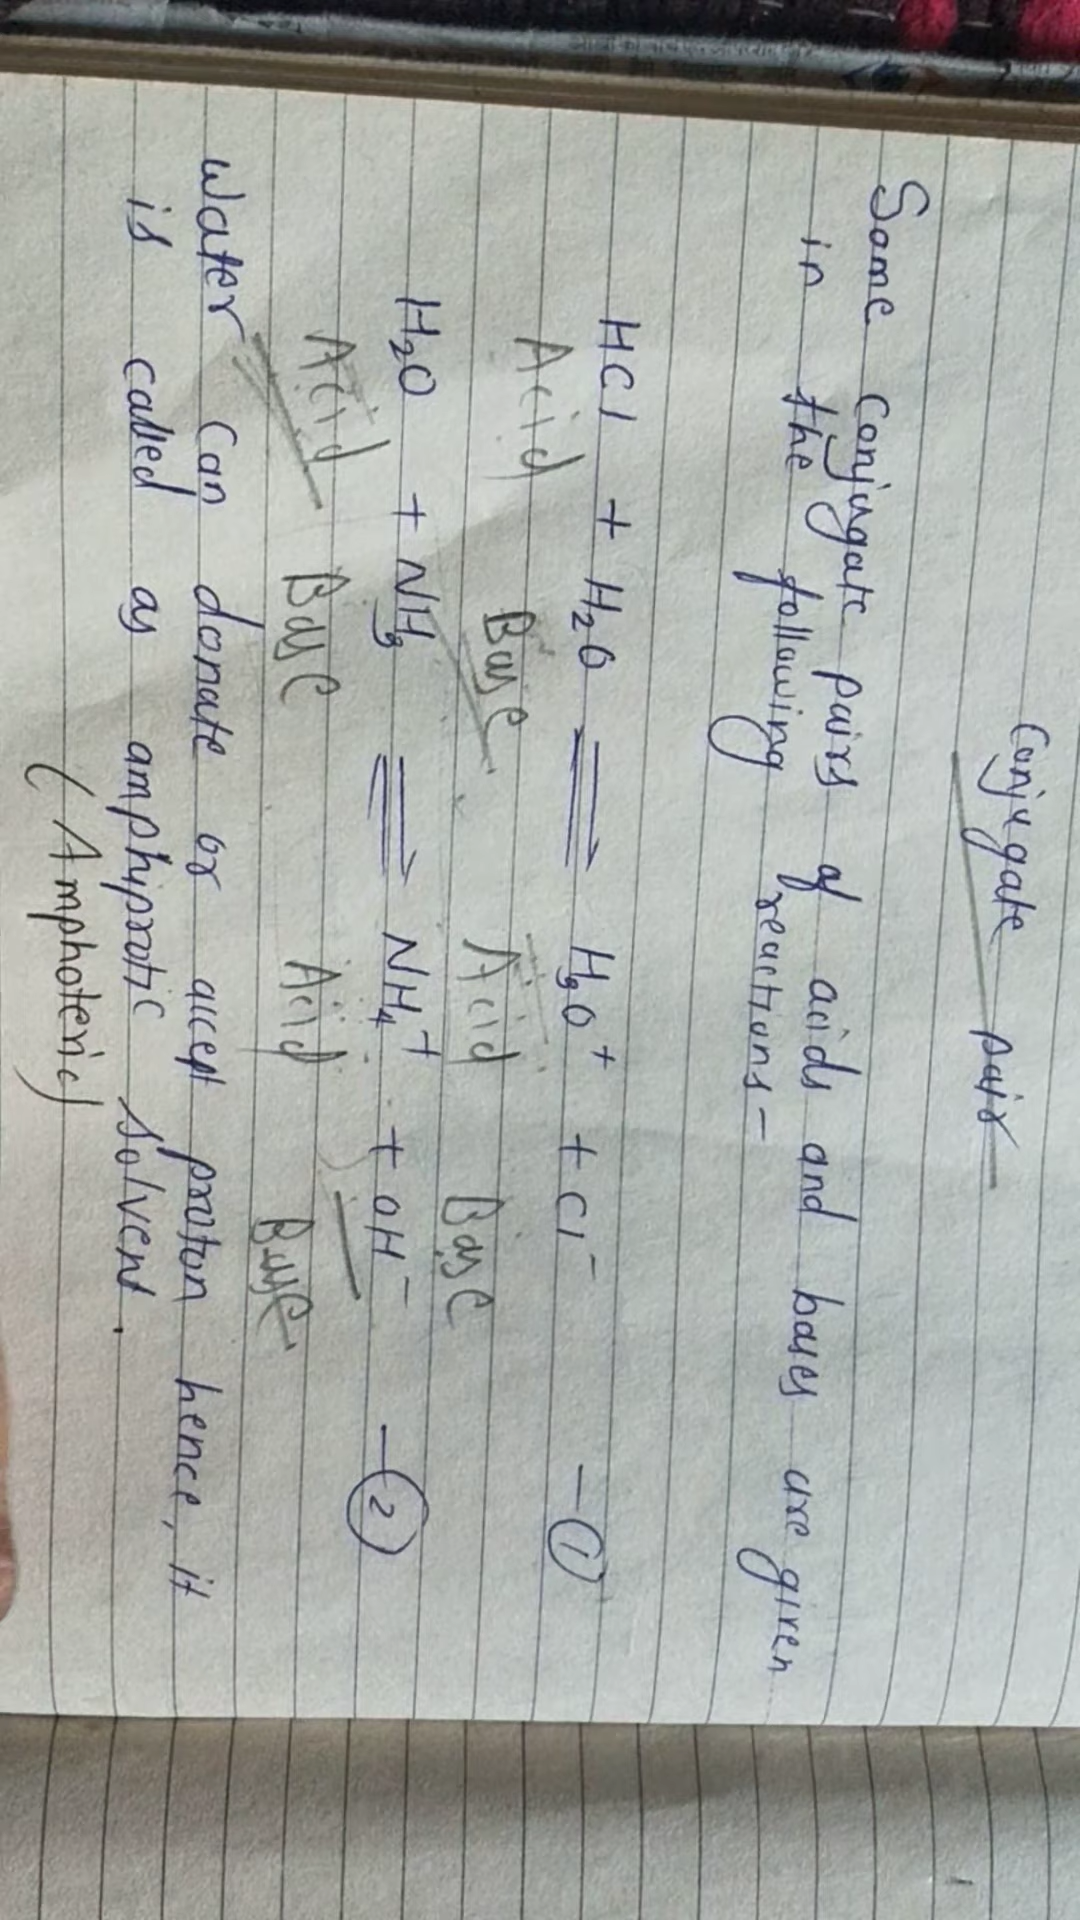 Conjugate pair
Some Conjugate pairs of acids and bases are given
in the following reactions-
HCl + H₂O ⇌ H₃O⁺ + Cl⁻ - ①
Acid Base Acid Base
H₂O + NH₃ ⇌ NH₄⁺ + OH⁻ - ②
Acid Base Acid Base
Water can donate or accept proton hence, it
is called as amphiprotic solvent.
(Amphoteric)